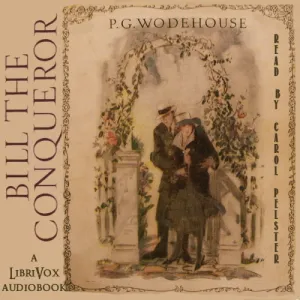 BILL THE
CONQUEROR
P.G. WODEHOUSE
READ BY CAROL PELSTER
A
LIBRIVOX
AUDIOBOOK